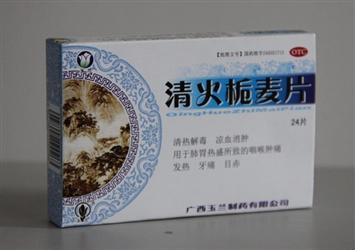 OTC
清火栀麦片
QingHuoZhiMaiPian
24片
清热解毒 凉血消肿
用于肺胃热盛所致的咽喉肿痛
发热 牙痛 目赤
广西玉兰制药有限公司